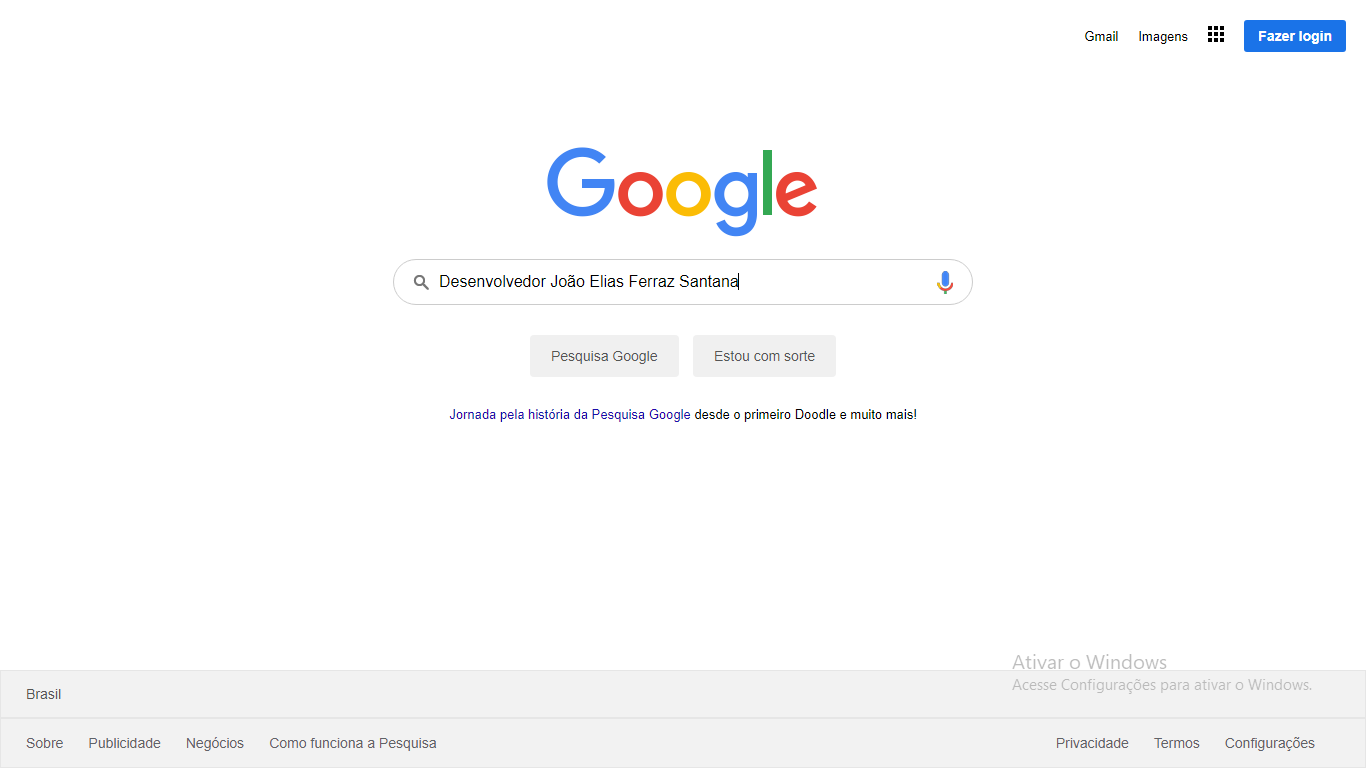 Gmail Imagens Fazer login
Google
Desenvolvedor João Elias Ferraz Santana
Pesquisa Google Estou com sorte
Jornada pela história da Pesquisa Google desde o primeiro Doodle e muito mais!
Ativar o Windows
Acesse Configurações para ativar o Windows.
Brasil
Sobre Publicidade Negócios Como funciona a Pesquisa Privacidade Termos Configurações